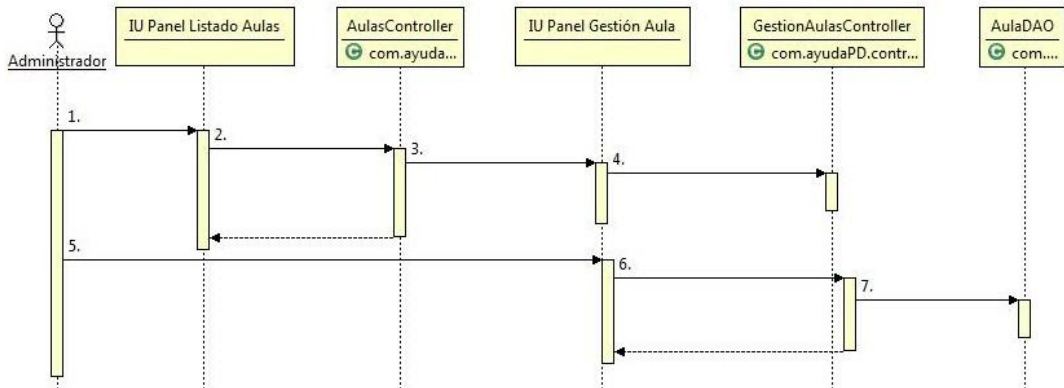 Administrador
IU Panel Listado Aulas
AulasController
C com.ayuda...
IU Panel Gestión Aula
GestionAulasController
C com.ayudaPD.contr...
AulaDAO
C com....
1.
2.
3.
4.
5.
6.
7.